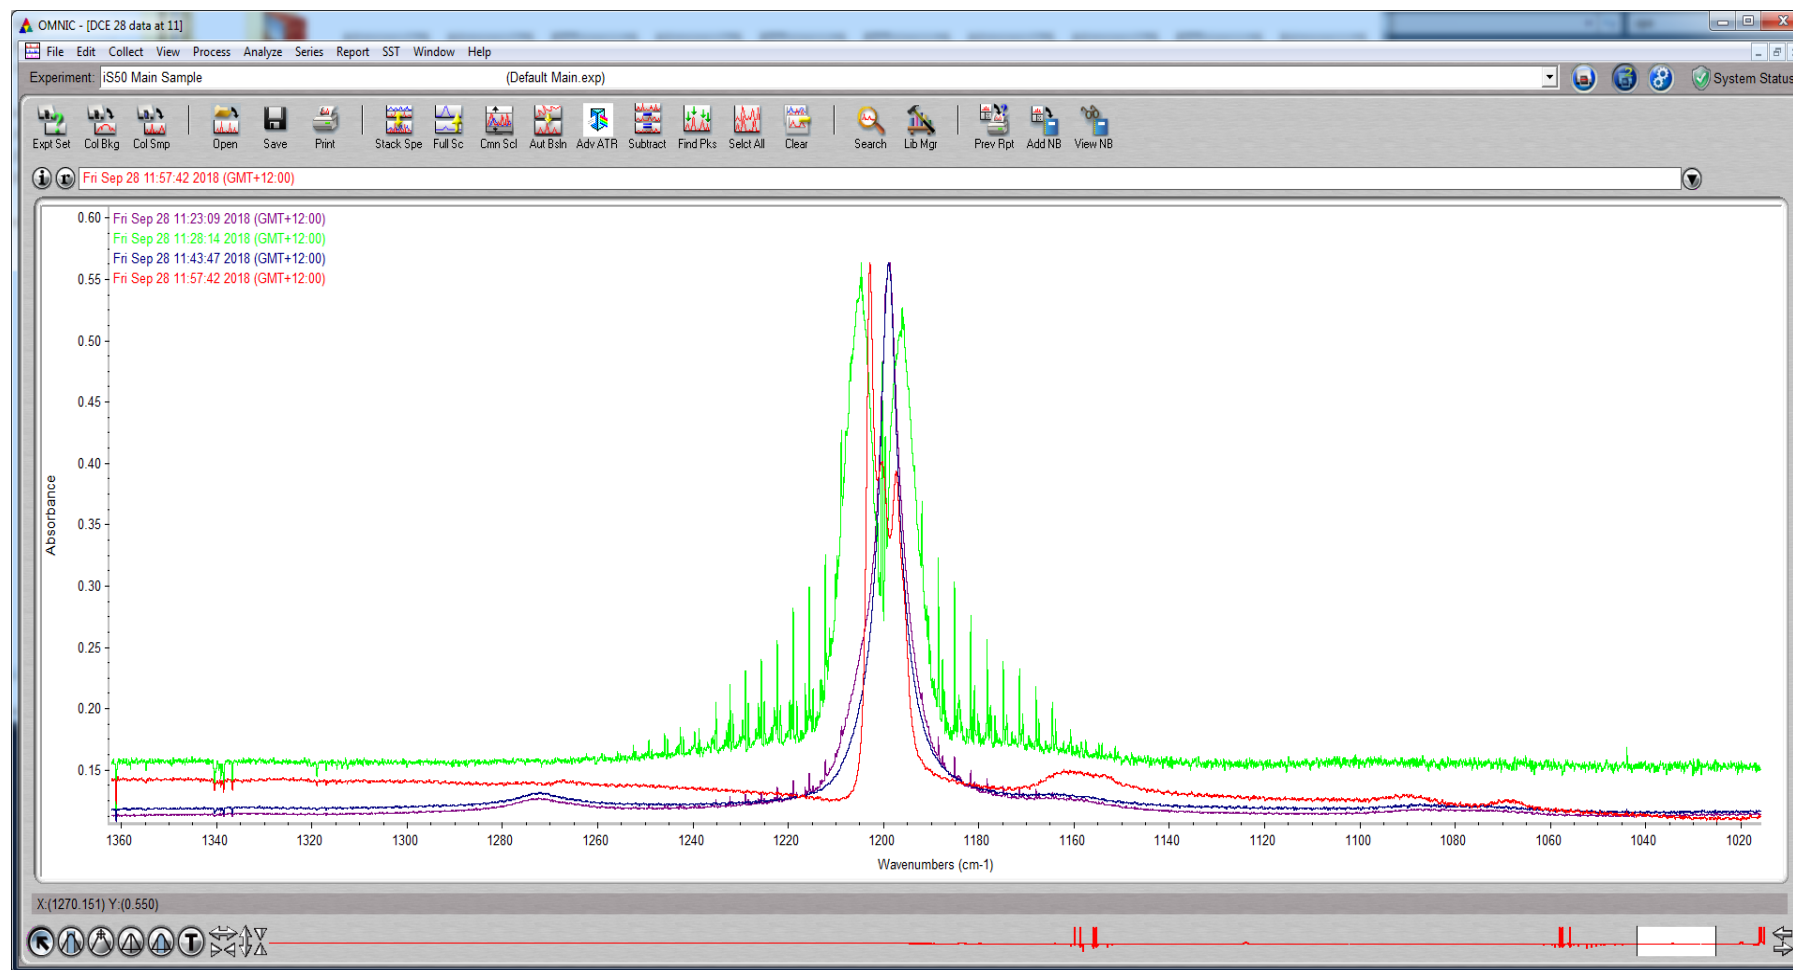 OMNIC - [DCE 28 data at 11]
File Edit Collect View Process Analyze Series Report SST Window Help
Experiment: iS50 Main Sample (Default Main.exp) System Status
Expt Set Col Bkg Col Smp Open Save Print Stack Spe Full Sc Cmn Scl Aut Bsln Adv ATR Subtract Find Pks Selct All Clear Search Lib Mgr Prev Rpt Add NB View NB
Fri Sep 28 11:57:42 2018 (GMT+12:00)
0.60 Fri Sep 28 11:23:09 2018 (GMT+12:00)
Fri Sep 28 11:28:14 2018 (GMT+12:00)
Fri Sep 28 11:43:47 2018 (GMT+12:00)
0.55 Fri Sep 28 11:57:42 2018 (GMT+12:00)
0.50
0.45
0.40
0.35
0.30
0.25
0.20
0.15
Absorbance
1360 1340 1320 1300 1280 1260 1240 1220 1200 1180 1160 1140 1120 1100 1080 1060 1040 1020
Wavenumbers (cm-1)
X:(1270.151) Y:(0.550)
T